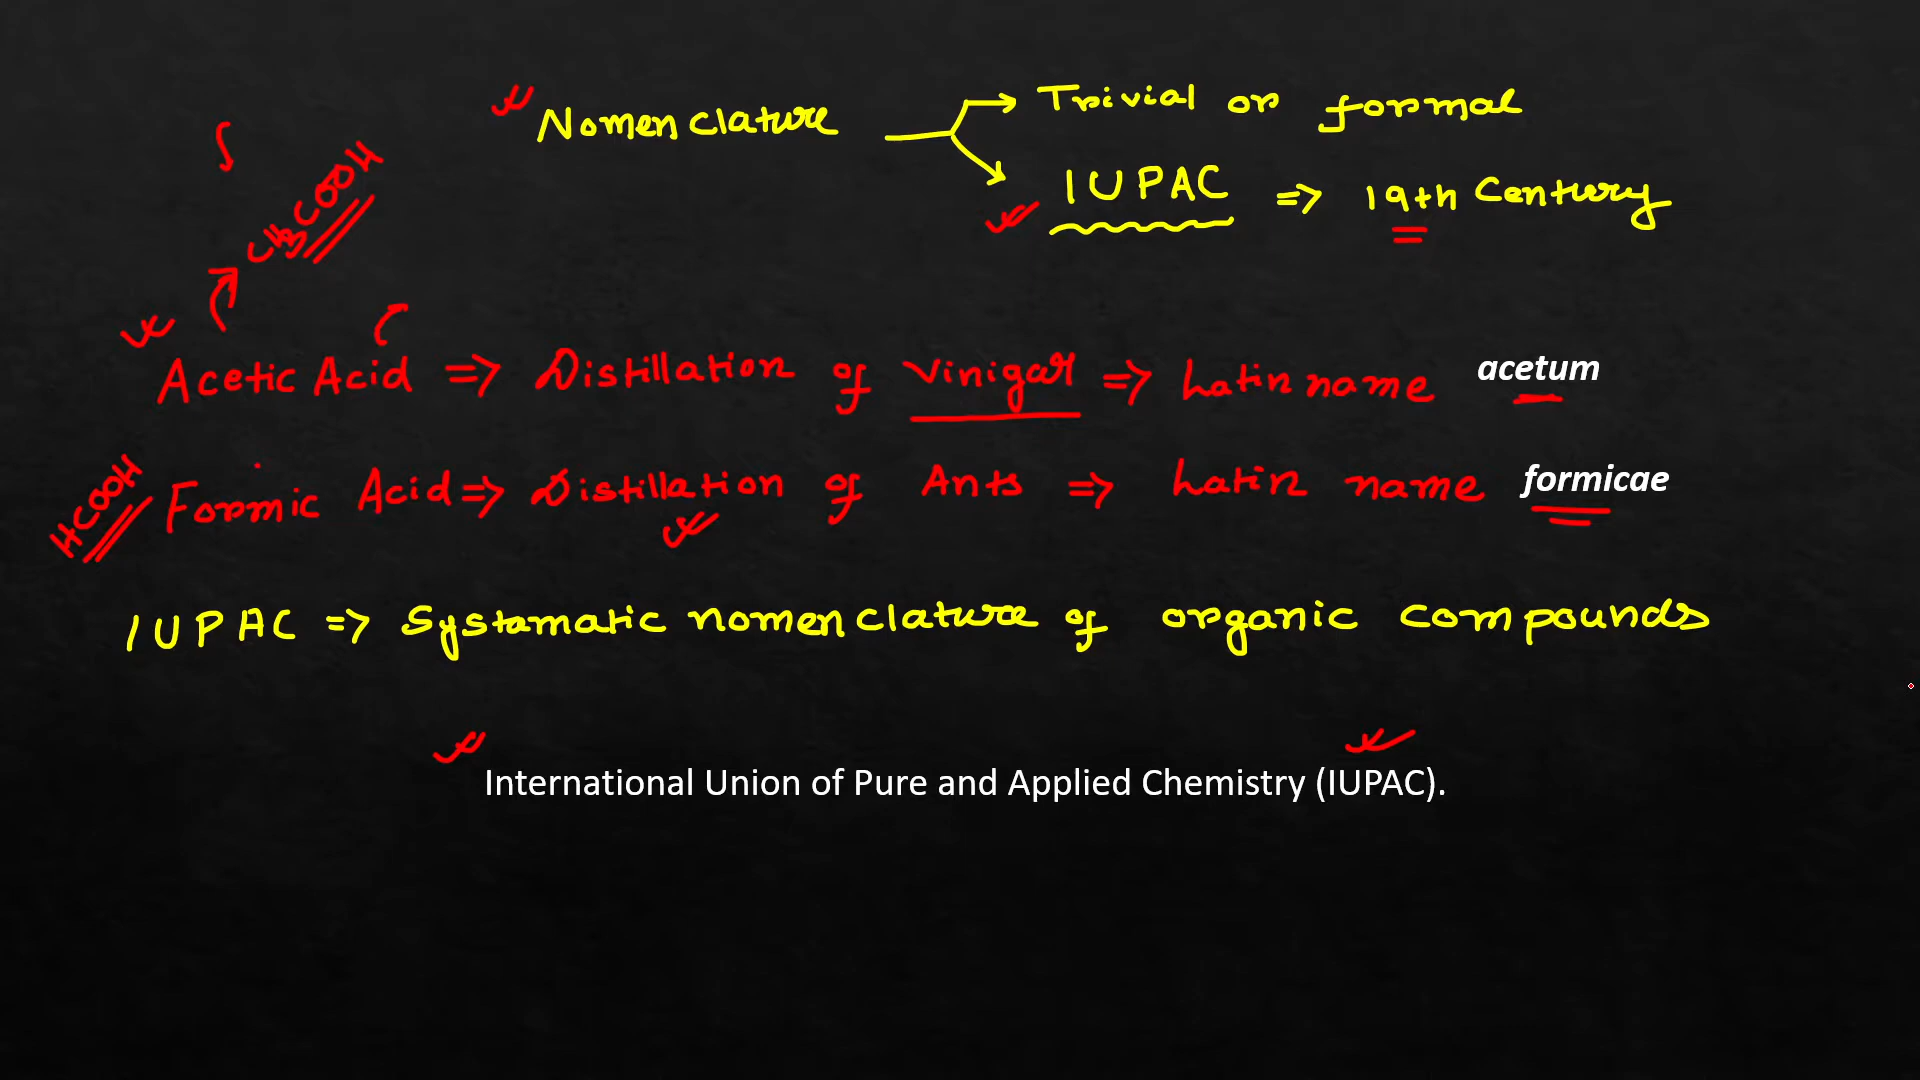 Nomenclature → Trivial or formal
→ IUPAC ⇒ 19th Century
CH3COOH
Acetic Acid ⇒ Distillation of Vinigar ⇒ Latin name acetum
HCOOH
Formic Acid ⇒ Distillation of Ants ⇒ Latin name formicae
IUPAC ⇒ Systamatic nomenclature of organic compounds
International Union of Pure and Applied Chemistry (IUPAC).